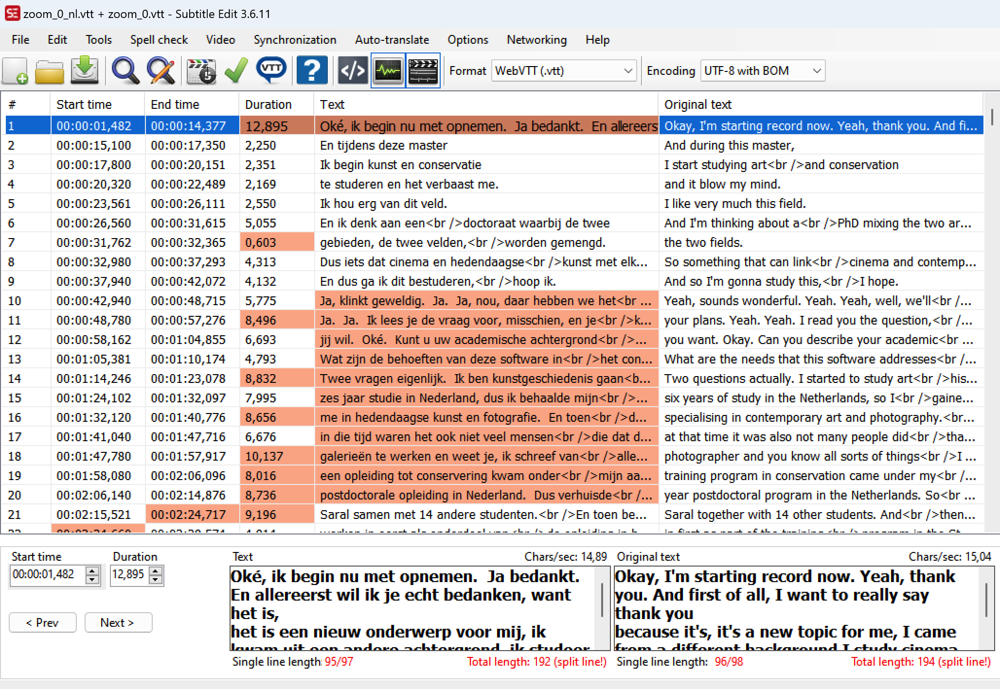 SE zoom_0_nl.vtt + zoom_0.vtt - Subtitle Edit 3.6.11
File Edit Tools Spell check Video Synchronization Auto-translate Options Networking Help
5 VTT ? </> Format WebVTT (.vtt) Encoding UTF-8 with BOM
# Start time End time Duration Text Original text
1 00:00:01,482 00:00:14,377 12,895 Oké, ik begin nu met opnemen.  Ja bedankt.  En allereers Okay, I'm starting record now. Yeah, thank you. And fi...
2 00:00:15,100 00:00:17,350 2,250 En tijdens deze master And during this master,
3 00:00:17,800 00:00:20,151 2,351 Ik begin kunst en conservatie I start studying art<br />and conservation
4 00:00:20,320 00:00:22,489 2,169 te studeren en het verbaast me. and it blow my mind.
5 00:00:23,561 00:00:26,111 2,550 Ik hou erg van dit veld. I like very much this field.
6 00:00:26,560 00:00:31,615 5,055 En ik denk aan een<br />doctoraat waarbij de twee And I'm thinking about a<br />PhD mixing the two ar...
7 00:00:31,762 00:00:32,365 0,603 gebieden, de twee velden,<br />worden gemengd. the two fields.
8 00:00:32,980 00:00:37,293 4,313 Dus iets dat cinema en hedendaagse<br />kunst met elk... So something that can link<br />cinema and contemp...
9 00:00:37,940 00:00:42,072 4,132 En dus ga ik dit bestuderen,<br />hoop ik. And so I'm gonna study this,<br />I hope.
10 00:00:42,940 00:00:48,715 5,775 Ja, klinkt geweldig.  Ja.  Ja, nou, daar hebben we het<br ... Yeah, sounds wonderful. Yeah. Yeah, well, we'll<br /...
11 00:00:48,780 00:00:57,276 8,496 Ja.  Ja.  Ik lees je de vraag voor, misschien, en je<br />k... your plans. Yeah. Yeah. I read you the question,<br /...
12 00:00:58,162 00:01:04,855 6,693 jij wil.  Oké.  Kunt u uw academische achtergrond<br />... you want. Okay. Can you describe your academic<br ...
13 00:01:05,381 00:01:10,174 4,793 Wat zijn de behoeften van deze software in<br />het con... What are the needs that this software addresses<br /...
14 00:01:14,246 00:01:23,078 8,832 Twee vragen eigenlijk.  Ik ben kunstgeschiedenis gaan<b... Two questions actually. I started to study art<br />his...
15 00:01:24,102 00:01:32,097 7,995 zes jaar studie in Nederland, dus ik behaalde mijn<br />... six years of study in the Netherlands, so I<br />gaine...
16 00:01:32,120 00:01:40,776 8,656 me in hedendaagse kunst en fotografie.  En toen<br />d... specialising in contemporary art and photography.<br...
17 00:01:41,040 00:01:47,716 6,676 in die tijd waren het ook niet veel mensen<br />die dat d... at that time it was also not many people did<br />tha...
18 00:01:47,780 00:01:57,917 10,137 galerieën te werken en weet je, ik schreef van<br />alle... photographer and you know all sorts of things<br />I ...
19 00:01:58,080 00:02:06,096 8,016 een opleiding tot conservering kwam onder<br />mijn aa... training program in conservation came under my<br /...
20 00:02:06,140 00:02:14,876 8,736 postdoctorale opleiding in Nederland.  Dus verhuisde<br /... year postdoctoral program in the Netherlands. So<br ...
21 00:02:15,521 00:02:24,717 9,196 Saral samen met 14 andere studenten.<br />En toen be... Saral together with 14 other students. And<br />then...
Start time Duration Text Chars/sec: 14,89 Original text Chars/sec: 15,04
00:00:01,482 12,895
Oké, ik begin nu met opnemen.  Ja bedankt.
En allereerst wil ik je echt bedanken, want
het is,
het is een nieuw onderwerp voor mij, ik
kwam uit een andere achtergrond, ik studeer
Okay, I'm starting record now. Yeah, thank
you. And first of all, I want to really say
thank you
because it's, it's a new topic for me, I came
from a different background I study cinema
< Prev Next >
Single line length: 95/97 Total length: 192 (split line!) Single line length: 96/98 Total length: 194 (split line!)